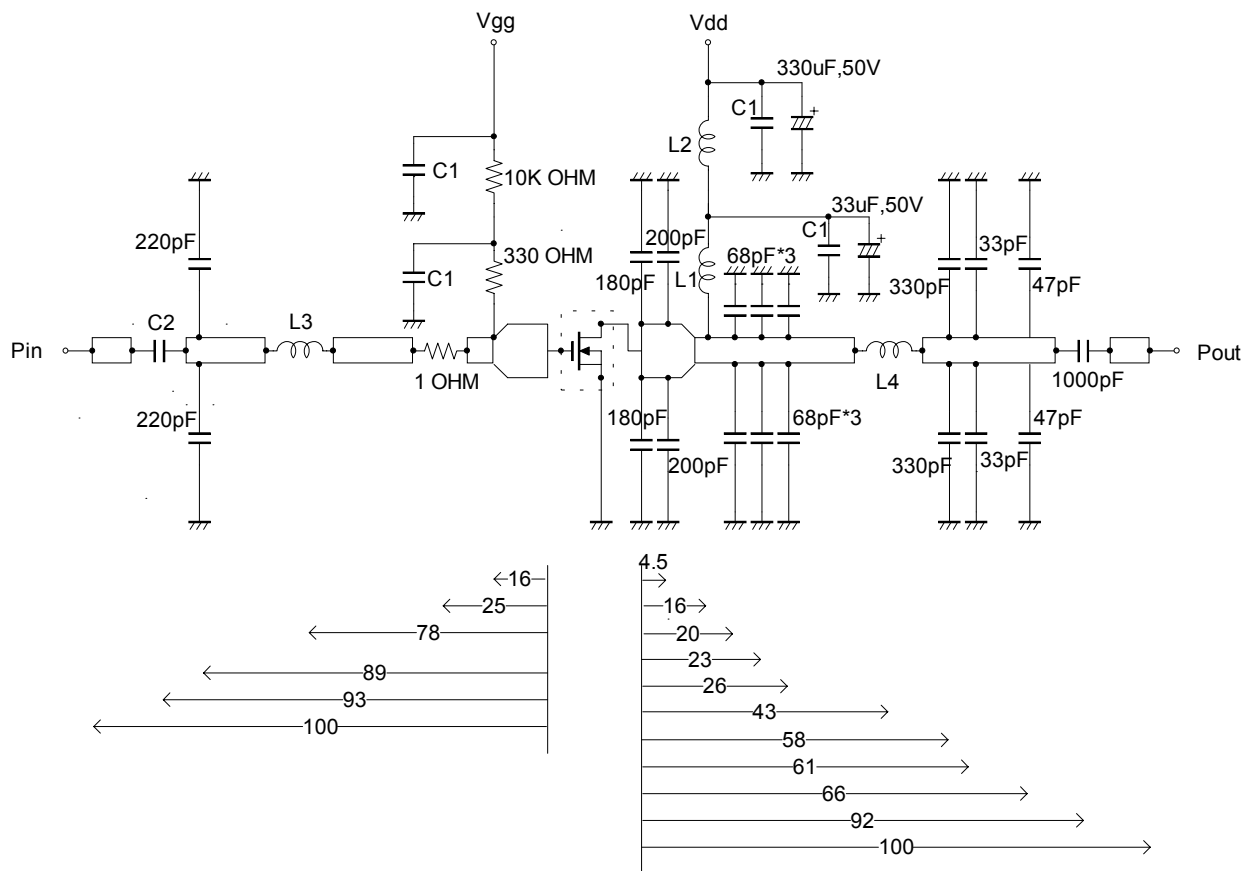 Vgg
Vdd
330uF,50V
C1
L2
C1
10K OHM
33uF,50V
C1
220pF
200pF
68pF*3
33pF
330 OHM
C1
180pF
L1
330pF
47pF
C2
L3
Pin
Pout
1 OHM
L4
1000pF
220pF
180pF
68pF*3
47pF
200pF
330pF
33pF
4.5
16
25
16
78
20
23
89
26
93
43
100
58
61
66
92
100